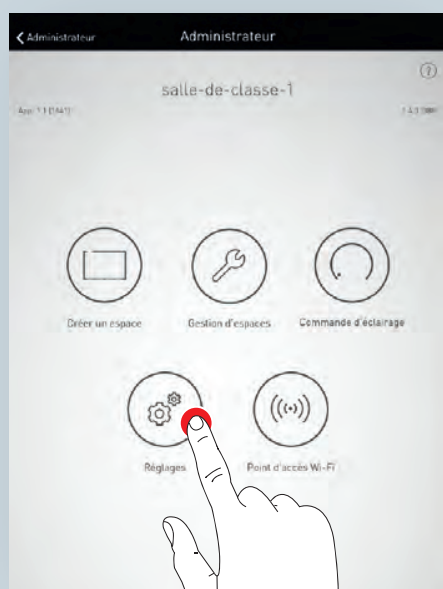 Administrateur
Administrateur
salle-de-classe-1
Créer un espace
Gestion d'espaces
Commande d'éclairage
Réglages
Point d'accès Wi-Fi